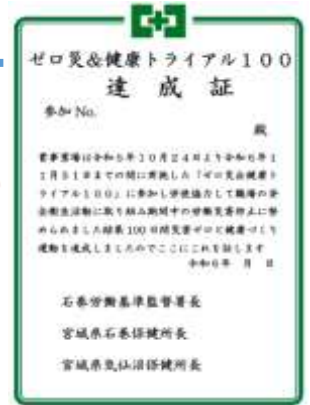 ゼロ災&健康トライアル100
達成証
参加No.
殿
貴事業場は令和5年10月24日より令和6年1
月31日までの間に実施した「ゼロ災&健康ト
ライアル100」に参加し労使協力して職場の安
全衛生活動に取り組み期間中の労働災害防止に努
められました結果100日間災害ゼロと健康づくり
運動を達成しましたのでここにこれを証します
令和6年 月 日
石巻労働基準監督署長
宮城県石巻保健所長
宮城県気仙沼保健所長